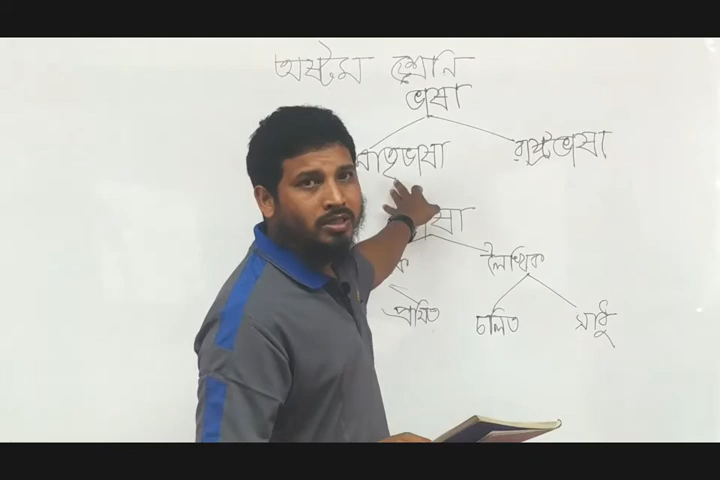 অষ্টম শ্রেনি
ভাষা
মাতৃভাষা রাষ্ট্রভাষা
লৈখিক
প্রমিত চলিত সাধু